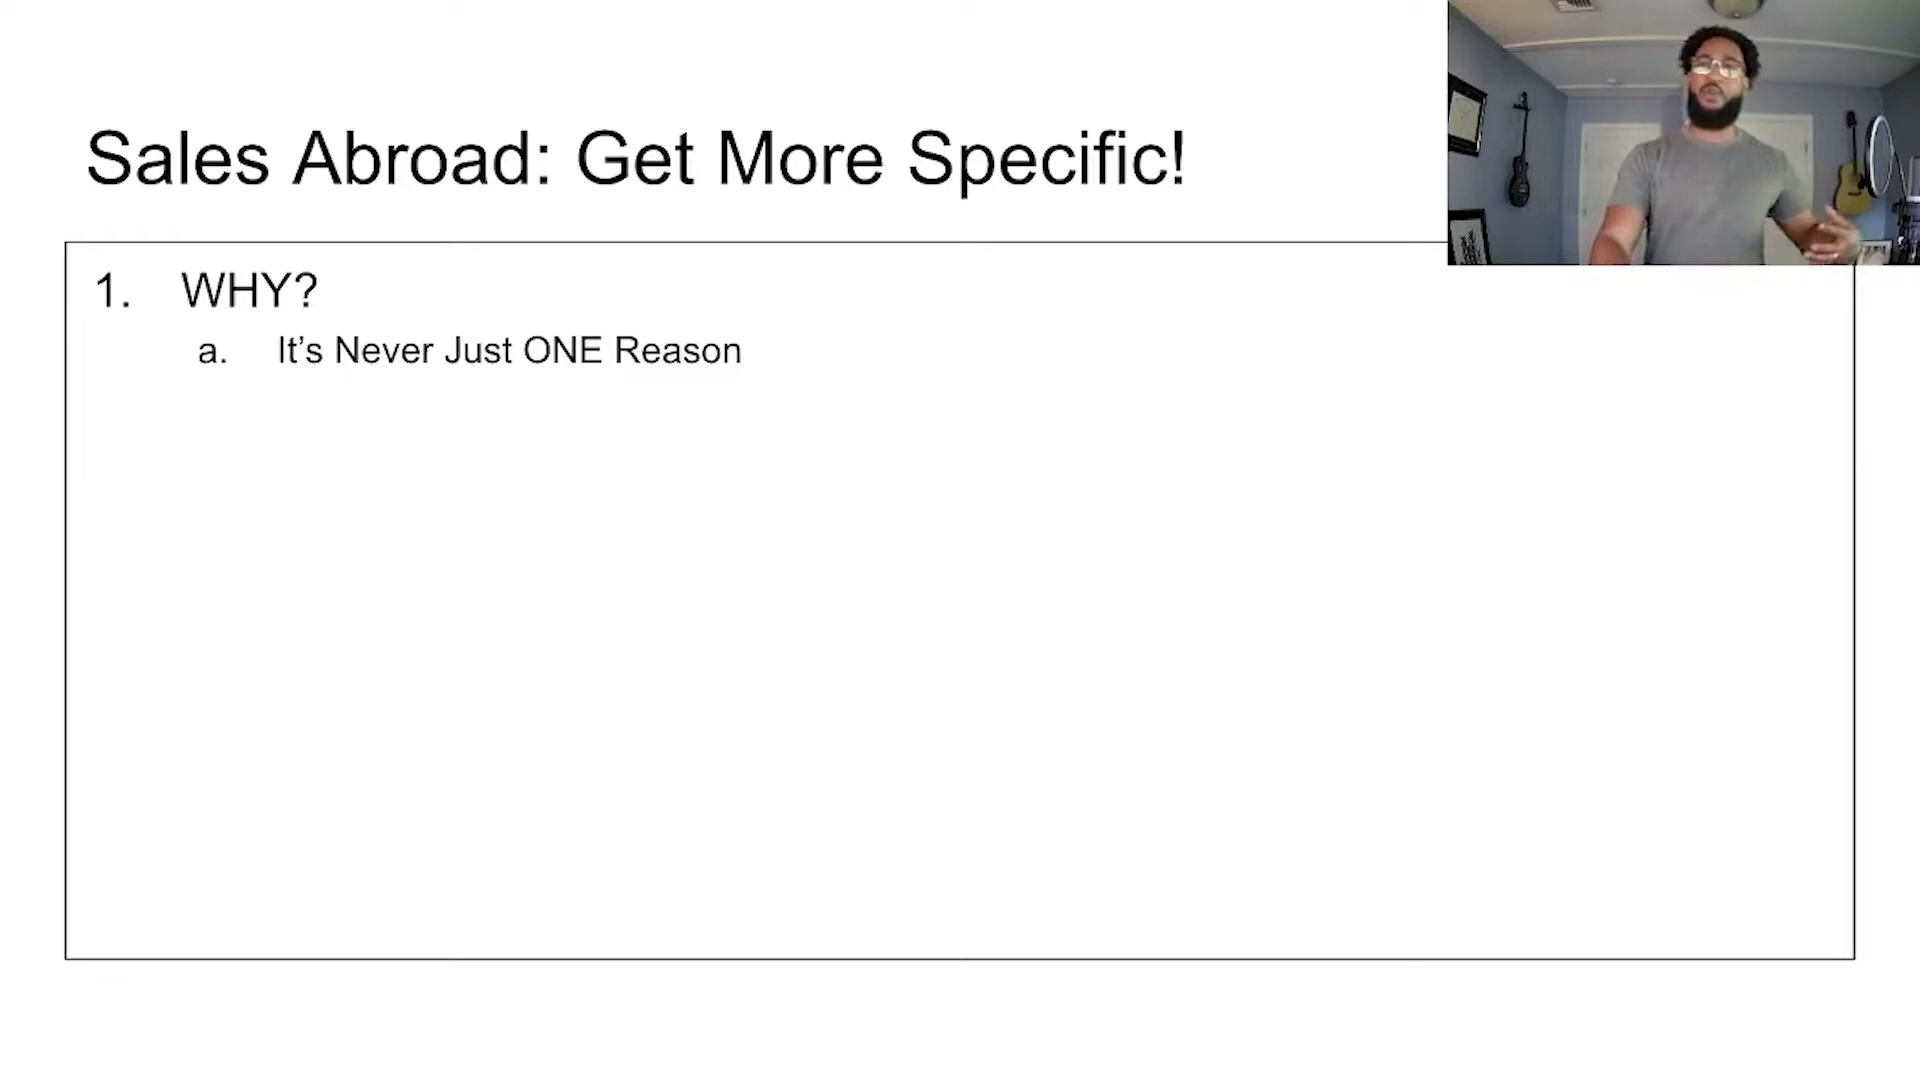 Sales Abroad: Get More Specific!
1. WHY?
a. It’s Never Just ONE Reason